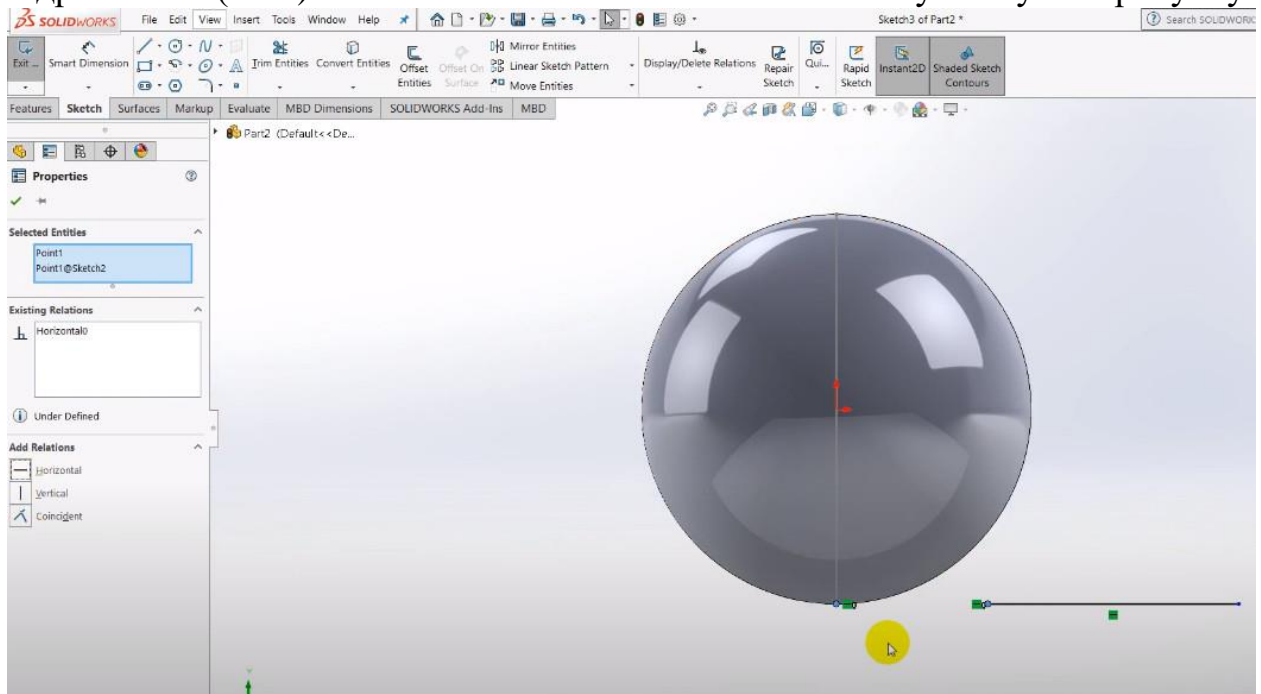 SOLIDWORKS File Edit View Insert Tools Window Help Sketch3 of Part2 * Search SOLIDWORK
Exit ... Smart Dimension Trim Entities Convert Entities Offset Entities Offset On Surface Mirror Entities Linear Sketch Pattern Move Entities Display/Delete Relations Repair Sketch Qui... Rapid Sketch Instant2D Shaded Sketch Contours
Features Sketch Surfaces Markup Evaluate MBD Dimensions SOLIDWORKS Add-Ins MBD
Part2 (Default<<De...
Properties
Selected Entities
Point1
Point1@Sketch2
Existing Relations
Horizontal0
Under Defined
Add Relations
Horizontal
Vertical
Coincident